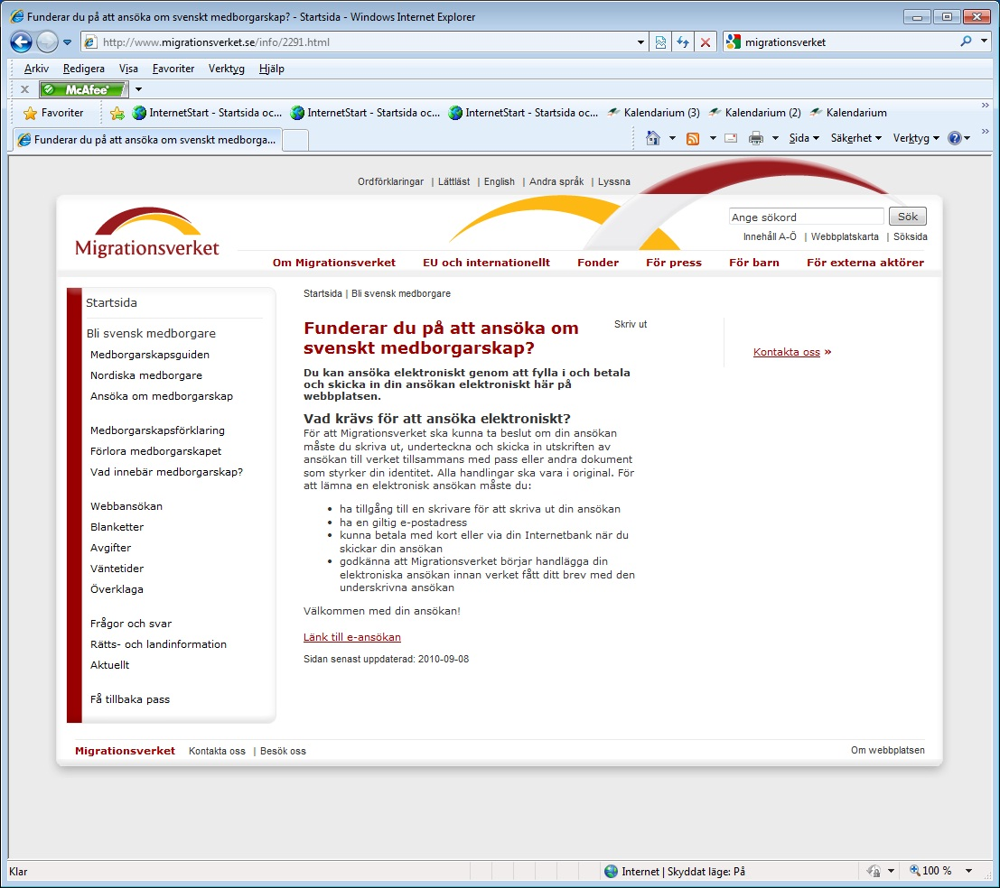 Funderar du på att ansöka om svenskt medborgarskap? - Startsida - Windows Internet Explorer
http://www.migrationsverket.se/info/2291.html
migrationsverket
Arkiv Redigera Visa Favoriter Verktyg Hjälp
x McAfee
Favoriter InternetStart - Startsida oc... InternetStart - Startsida oc... InternetStart - Startsida oc... Kalendarium (3) Kalendarium (2) Kalendarium
Funderar du på att ansöka om svenskt medborga...
Sida Säkerhet Verktyg
Ordförklaringar | Lättläst | English | Andra språk | Lyssna
Migrationsverket
Ange sökord Sök
Innehåll A-Ö | Webbplatskarta | Söksida
Om Migrationsverket EU och internationellt Fonder För press För barn För externa aktörer
Startsida
Bli svensk medborgare
Medborgarskapsguiden
Nordiska medborgare
Ansöka om medborgarskap
Medborgarskapsförklaring
Förlora medborgarskapet
Vad innebär medborgarskap?
Webbansökan
Blanketter
Avgifter
Väntetider
Överklaga
Frågor och svar
Rätts- och landinformation
Aktuellt
Få tillbaka pass
Startsida | Bli svensk medborgare
Funderar du på att ansöka om
svenskt medborgarskap?
Skriv ut
Du kan ansöka elektroniskt genom att fylla i och betala
och skicka in din ansökan elektroniskt här på
webbplatsen.
Vad krävs för att ansöka elektroniskt?
För att Migrationsverket ska kunna ta beslut om din ansökan
måste du skriva ut, underteckna och skicka in utskriften av
ansökan till verket tillsammans med pass eller andra dokument
som styrker din identitet. Alla handlingar ska vara i original. För
att lämna en elektronisk ansökan måste du:
• ha tillgång till en skrivare för att skriva ut din ansökan
• ha en giltig e-postadress
• kunna betala med kort eller via din Internetbank när du
skickar din ansökan
• godkänna att Migrationsverket börjar handlägga din
elektroniska ansökan innan verket fått ditt brev med den
underskrivna ansökan
Välkommen med din ansökan!
Länk till e-ansökan
Sidan senast uppdaterad: 2010-09-08
Kontakta oss »
Migrationsverket Kontakta oss | Besök oss
Om webbplatsen
Klar
Internet | Skyddat läge: På
100 %